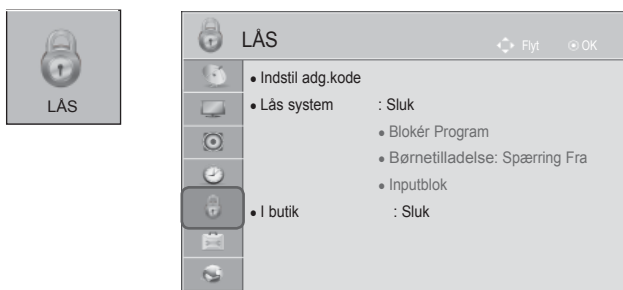 LÅS
LÅS
Flyt OK
• Indstil adg.kode
• Lås system : Sluk
• Blokér Program
• Børnetilladelse: Spærring Fra
• Inputblok
• I butik : Sluk